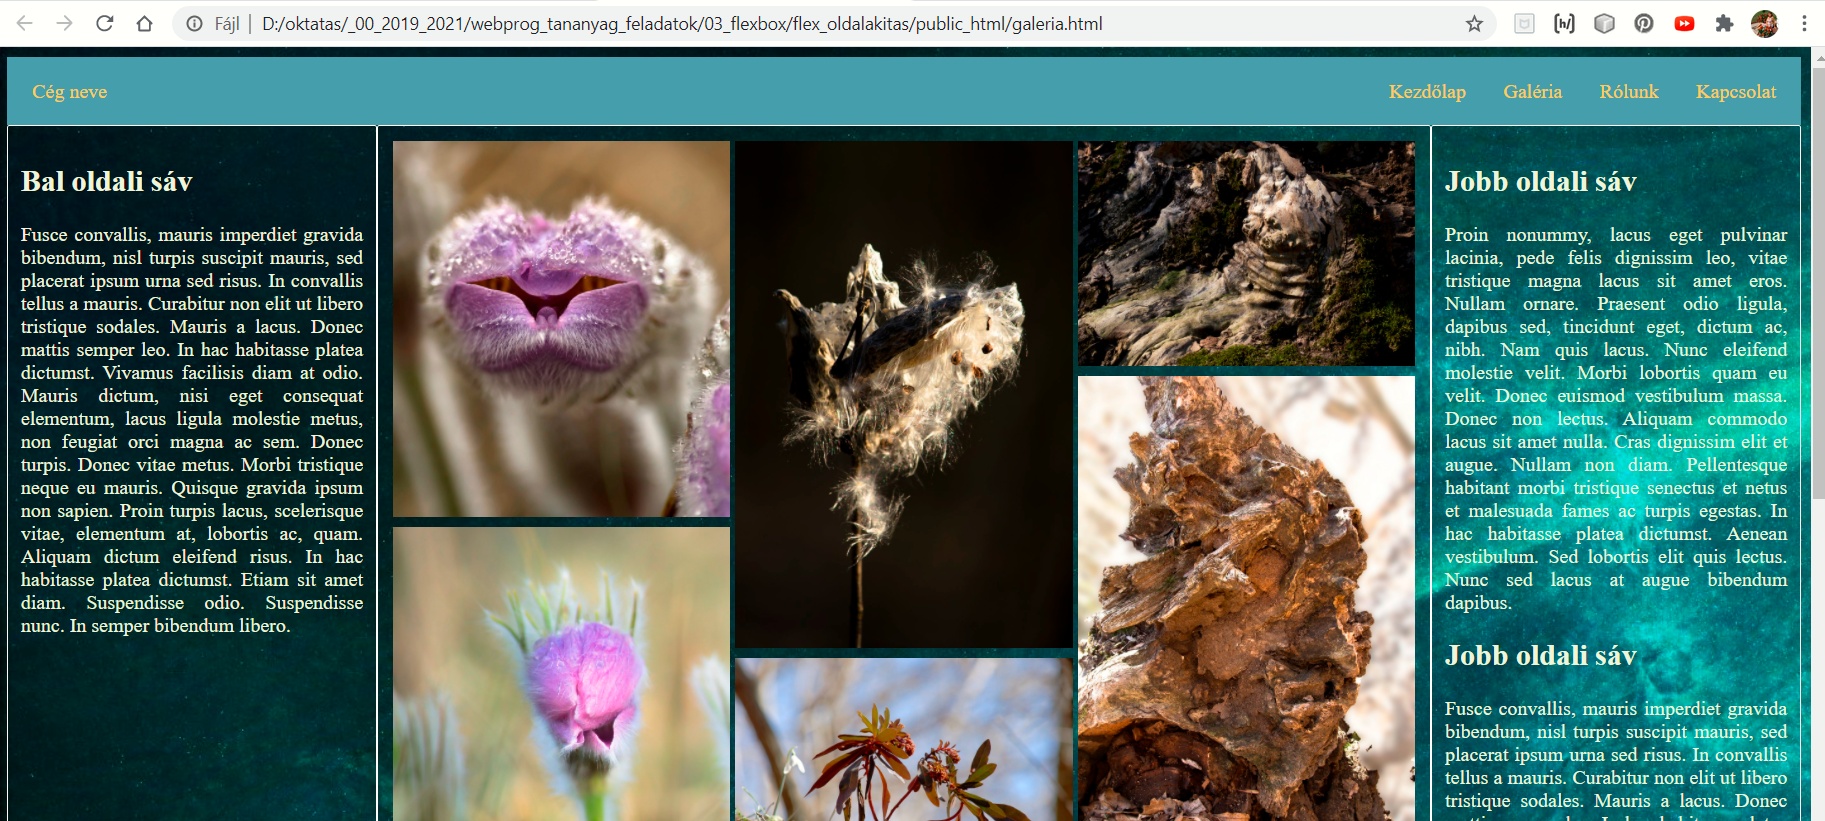 Fájl | D:/oktatas/_00_2019_2021/webprog_tananyag_feladatok/03_flexbox/flex_oldalakitas/public_html/galeria.html
Cég neve
Kezdőlap Galéria Rólunk Kapcsolat
Bal oldali sáv
Fusce convallis, mauris imperdiet gravida
bibendum, nisl turpis suscipit mauris, sed
placerat ipsum urna sed risus. In convallis
tellus a mauris. Curabitur non elit ut libero
tristique sodales. Mauris a lacus. Donec
mattis semper leo. In hac habitasse platea
dictumst. Vivamus facilisis diam at odio.
Mauris dictum, nisi eget consequat
elementum, lacus ligula molestie metus,
non feugiat orci magna ac sem. Donec
turpis. Donec vitae metus. Morbi tristique
neque eu mauris. Quisque gravida ipsum
non sapien. Proin turpis lacus, scelerisque
vitae, elementum at, lobortis ac, quam.
Aliquam dictum eleifend risus. In hac
habitasse platea dictumst. Etiam sit amet
diam. Suspendisse odio. Suspendisse
nunc. In semper bibendum libero.
Jobb oldali sáv
Proin nonummy, lacus eget pulvinar
lacinia, pede felis dignissim leo, vitae
tristique magna lacus sit amet eros.
Nullam ornare. Praesent odio ligula,
dapibus sed, tincidunt eget, dictum ac,
nibh. Nam quis lacus. Nunc eleifend
molestie velit. Morbi lobortis quam eu
velit. Donec euismod vestibulum massa.
Donec non lectus. Aliquam commodo
lacus sit amet nulla. Cras dignissim elit et
augue. Nullam non diam. Pellentesque
habitant morbi tristique senectus et netus
et malesuada fames ac turpis egestas. In
hac habitasse platea dictumst. Aenean
vestibulum. Sed lobortis elit quis lectus.
Nunc sed lacus at augue bibendum
dapibus.
Jobb oldali sáv
Fusce convallis, mauris imperdiet gravida
bibendum, nisl turpis suscipit mauris, sed
placerat ipsum urna sed risus. In convallis
tellus a mauris. Curabitur non elit ut libero
tristique sodales. Mauris a lacus. Donec